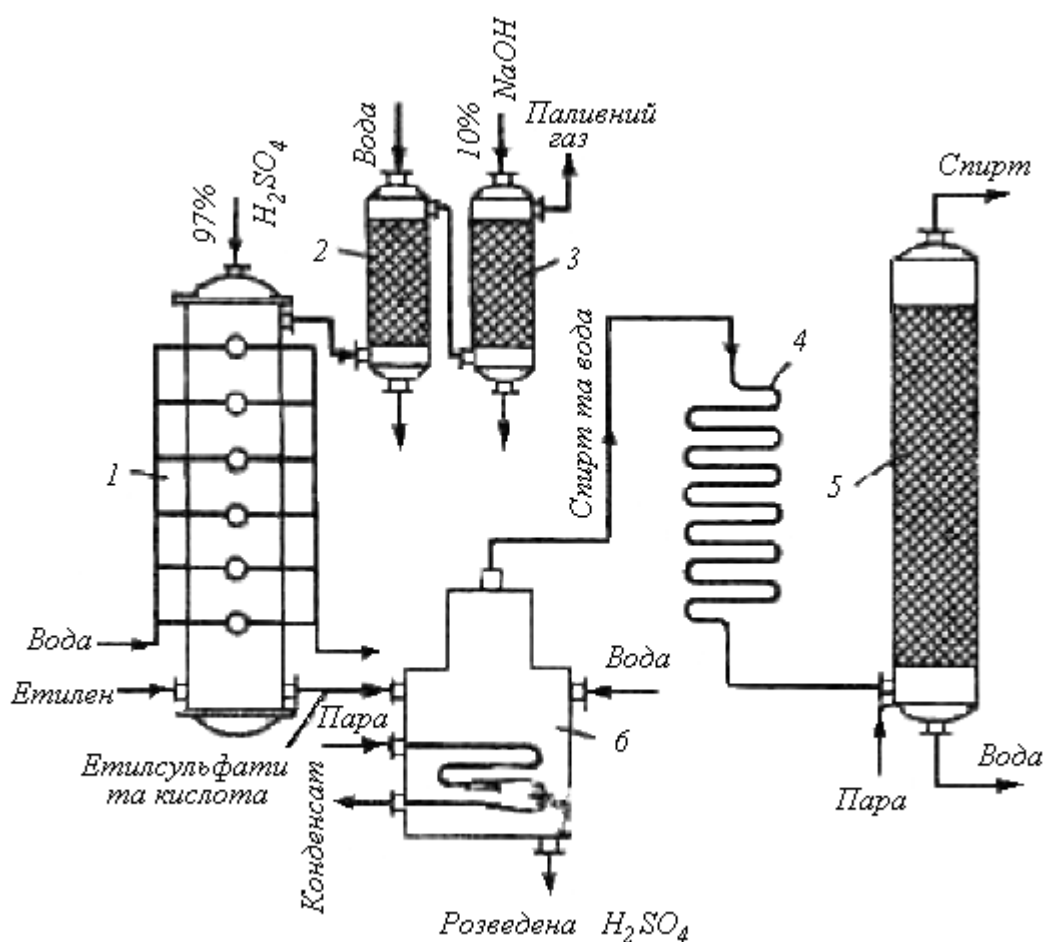 97%
H₂SO₄
Вода
10%
NaOH
Паливний
газ
Спирт
2
3
1
Спирт та вода
4
5
Вода
Етилен
Етилсульфати
та кислота
Пара
Конденсат
Вода
6
Розведена H₂SO₄
Пара
Вода